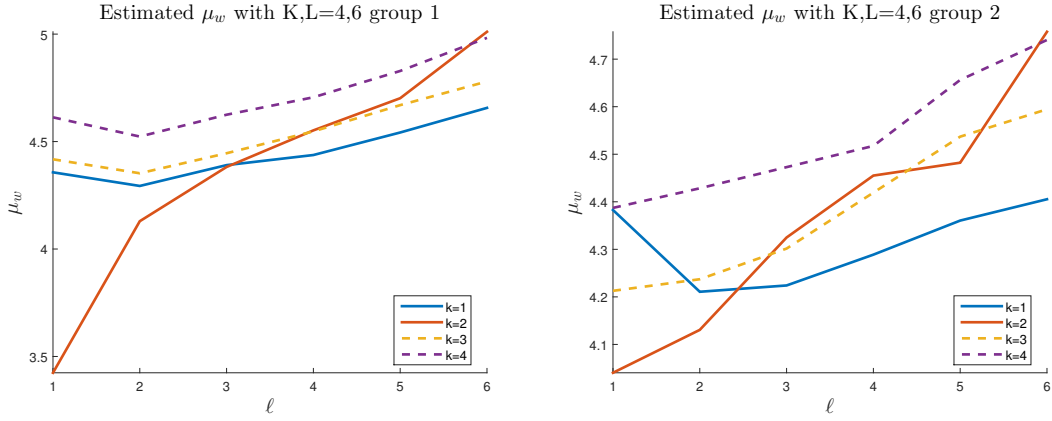 Estimated μ_w with K,L=4,6 group 1
5
4.5
4
3.5
μ_w
1 2 3 4 5 6
ℓ
k=1
k=2
k=3
k=4
Estimated μ_w with K,L=4,6 group 2
4.7
4.6
4.5
4.4
4.3
4.2
4.1
μ_w
1 2 3 4 5 6
ℓ
k=1
k=2
k=3
k=4